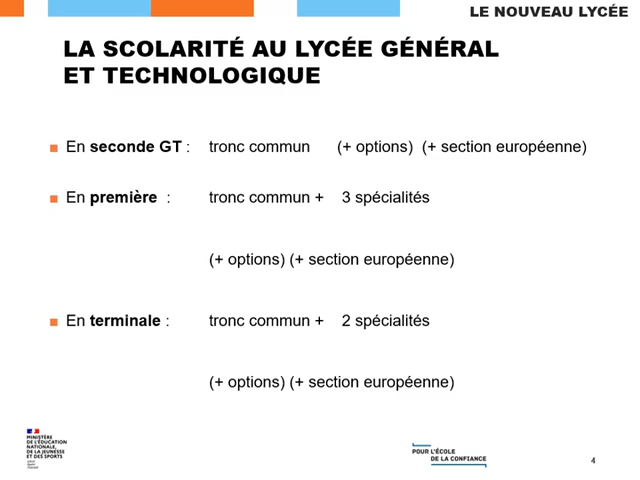 LE NOUVEAU LYCÉE
LA SCOLARITÉ AU LYCÉE GÉNÉRAL
ET TECHNOLOGIQUE
En seconde GT : tronc commun (+ options) (+ section européenne)
En première : tronc commun + 3 spécialités
(+ options) (+ section européenne)
En terminale : tronc commun + 2 spécialités
(+ options) (+ section européenne)
MINISTÈRE
DE L'ÉDUCATION
NATIONALE,
DE LA JEUNESSE
ET DES SPORTS
POUR L'ÉCOLE
DE LA CONFIANCE
4